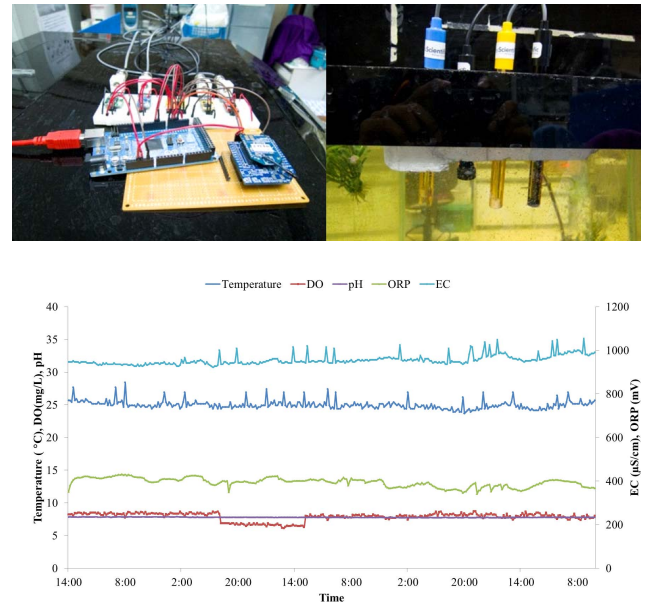 Scienti
Scien
Temperature DO pH ORP EC
40
35
30
25
20
15
10
5
0
Temperature ( °C), DO(mg/L), pH
1200
1000
800
600
400
200
0
EC (µS/cm), ORP (mV)
14:00 8:00 2:00 20:00 14:00 8:00 2:00 20:00 14:00 8:00
Time